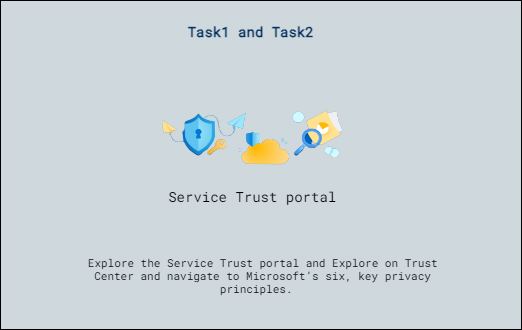 Task1 and Task2
Service Trust portal
Explore the Service Trust portal and Explore on Trust
Center and navigate to Microsoft's six, key privacy
principles.